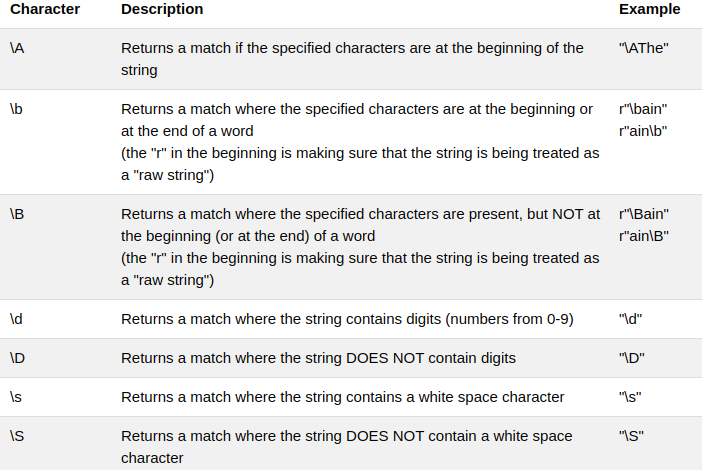 Character Description Example
\A Returns a match if the specified characters are at the beginning of the "\AThe"
string
\b Returns a match where the specified characters are at the beginning or r"\bain"
at the end of a word r"ain\b"
(the "r" in the beginning is making sure that the string is being treated as
a "raw string")
\B Returns a match where the specified characters are present, but NOT at r"\Bain"
the beginning (or at the end) of a word r"ain\B"
(the "r" in the beginning is making sure that the string is being treated as
a "raw string")
\d Returns a match where the string contains digits (numbers from 0-9) "\d"
\D Returns a match where the string DOES NOT contain digits "\D"
\s Returns a match where the string contains a white space character "\s"
\S Returns a match where the string DOES NOT contain a white space "\S"
character